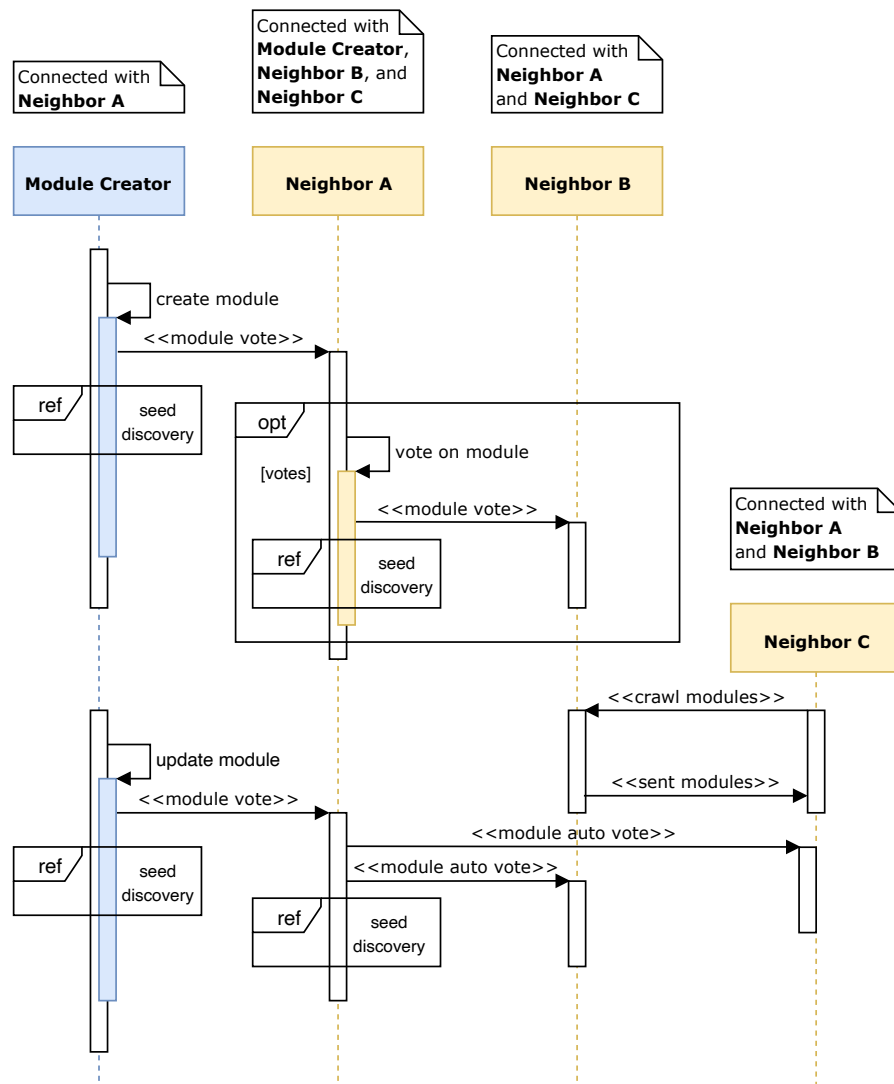 Connected with
Neighbor A
Connected with
Module Creator,
Neighbor B, and
Neighbor C
Connected with
Neighbor A
and Neighbor C
Module Creator
Neighbor A
Neighbor B
create module
<<module vote>>
ref
seed
discovery
opt
[votes]
vote on module
<<module vote>>
ref
seed
discovery
Connected with
Neighbor A
and Neighbor B
Neighbor C
<<crawl modules>>
update module
<<sent modules>>
<<module vote>>
<<module auto vote>>
<<module auto vote>>
ref
seed
discovery
ref
seed
discovery